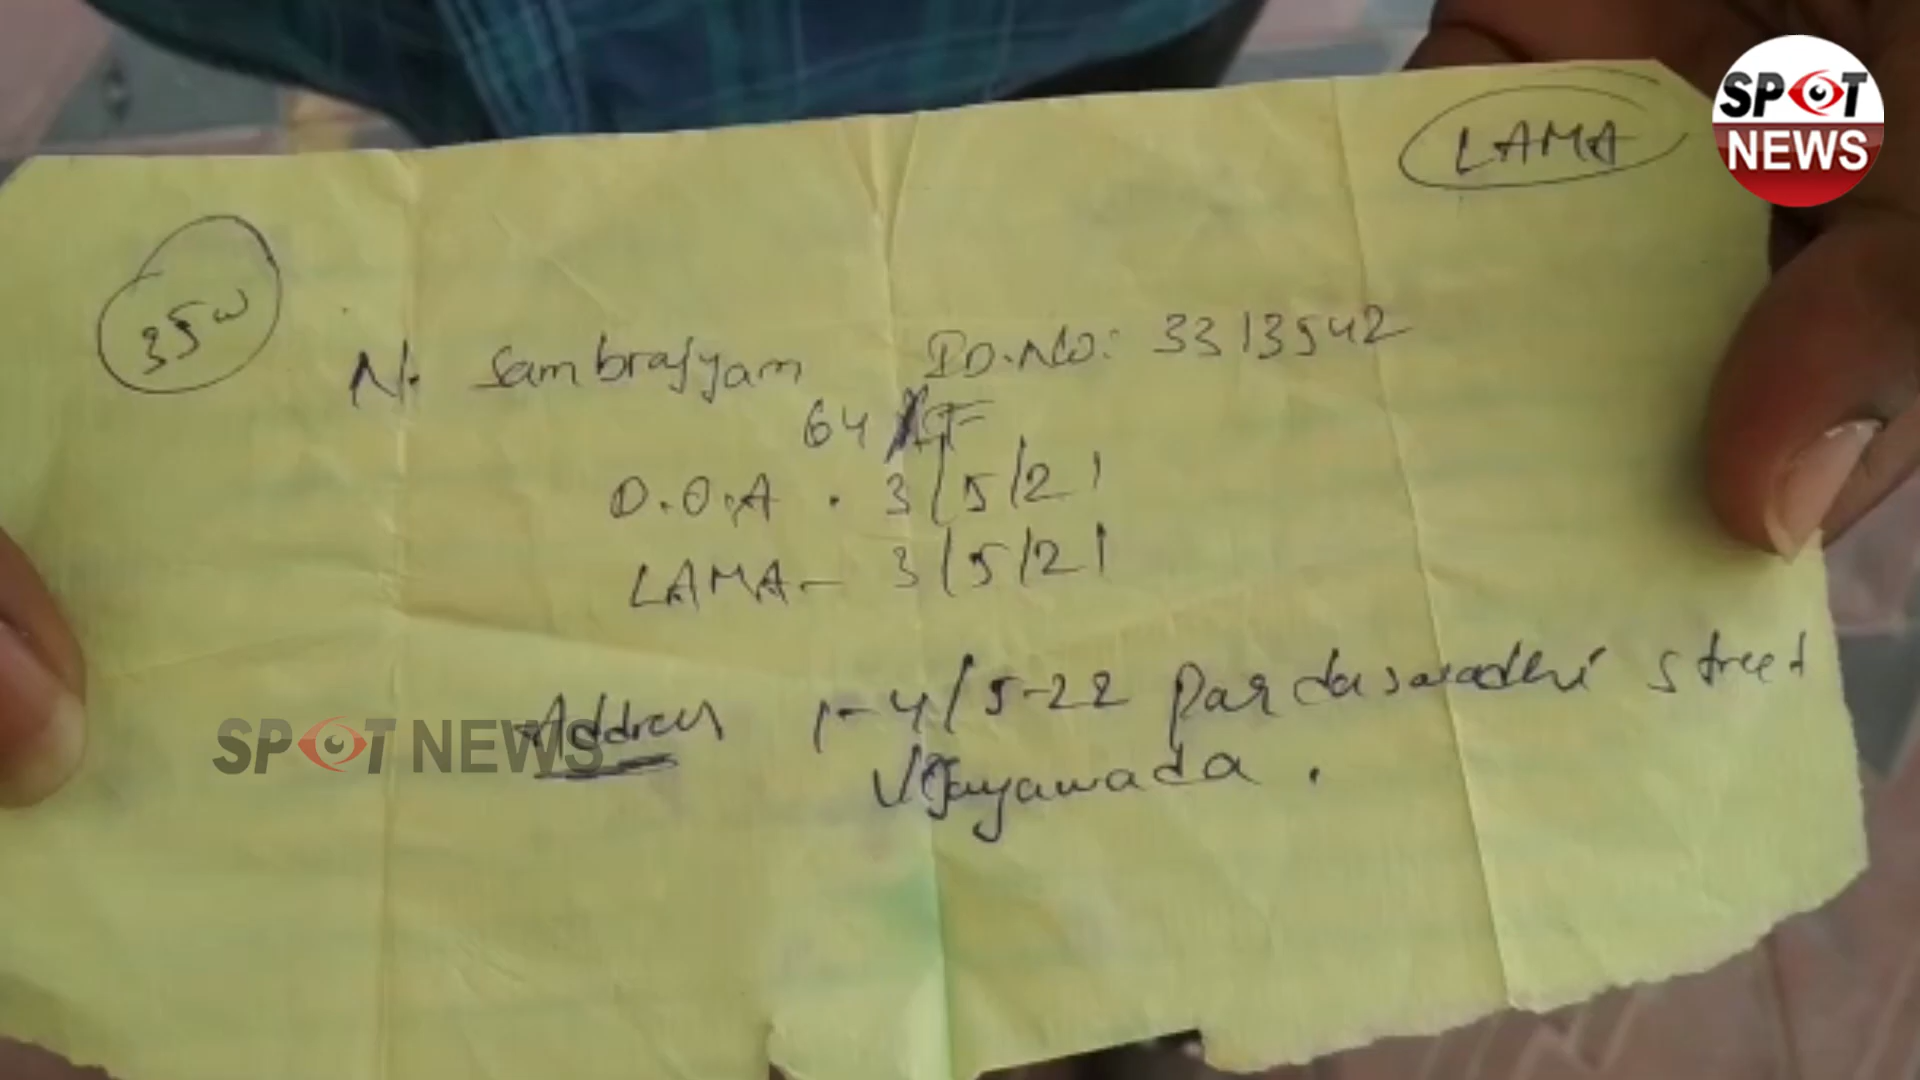 SPOT
NEWS
LAMA
35w
N. Sambrajyam ID.NO: 3313542
64 F
D.O.A . 3/5/21
LAMA - 3/5/21
Address :- 4/5-22 Pardasaradhi street
Vijayawada .
SPOT NEWS